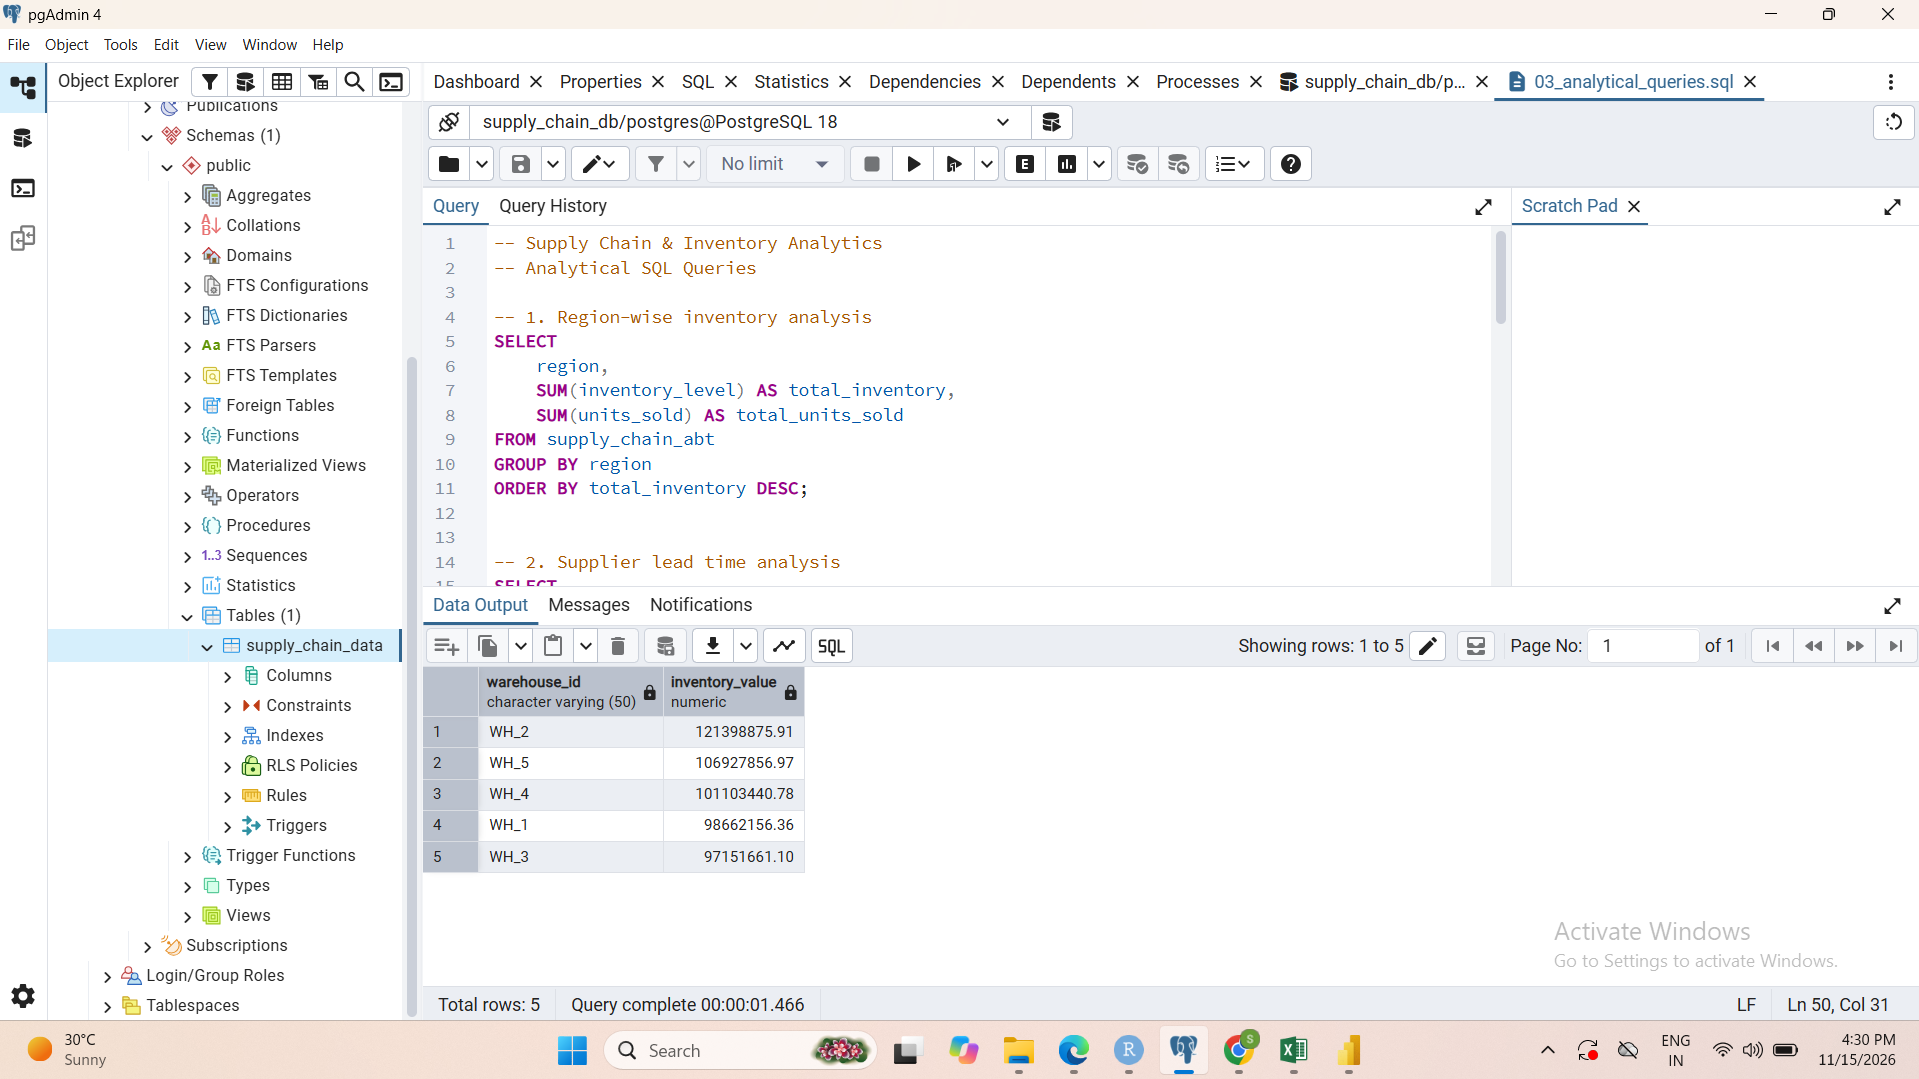 pgAdmin 4
File Object Tools Edit View Window Help
Object Explorer
Publications
Schemas (1)
public
Aggregates
Collations
Domains
FTS Configurations
FTS Dictionaries
Aa FTS Parsers
FTS Templates
Foreign Tables
Functions
Materialized Views
Operators
Procedures
1..3 Sequences
Statistics
Tables (1)
supply_chain_data
Columns
Constraints
Indexes
RLS Policies
Rules
Triggers
Trigger Functions
Types
Views
Subscriptions
Login/Group Roles
Tablespaces
Dashboard Properties SQL Statistics Dependencies Dependents Processes supply_chain_db/p... 03_analytical_queries.sql
supply_chain_db/postgres@PostgreSQL 18
No limit E
Query Query History
Scratch Pad
1 -- Supply Chain & Inventory Analytics
2 -- Analytical SQL Queries
3
4 -- 1. Region-wise inventory analysis
5 SELECT
6 region,
7 SUM(inventory_level) AS total_inventory,
8 SUM(units_sold) AS total_units_sold
9 FROM supply_chain_abt
10 GROUP BY region
11 ORDER BY total_inventory DESC;
12
13
14 -- 2. Supplier lead time analysis
15 SELECT
Data Output Messages Notifications
SQL Showing rows: 1 to 5 Page No: 1 of 1
warehouse_id inventory_value
character varying (50) numeric
1 WH_2 121398875.91
2 WH_5 106927856.97
3 WH_4 101103440.78
4 WH_1 98662156.36
5 WH_3 97151661.10
Activate Windows
Go to Settings to activate Windows.
Total rows: 5 Query complete 00:00:01.466 LF Ln 50, Col 31
30°C
Sunny
Search
R
S
ENG
IN
4:30 PM
11/15/2026